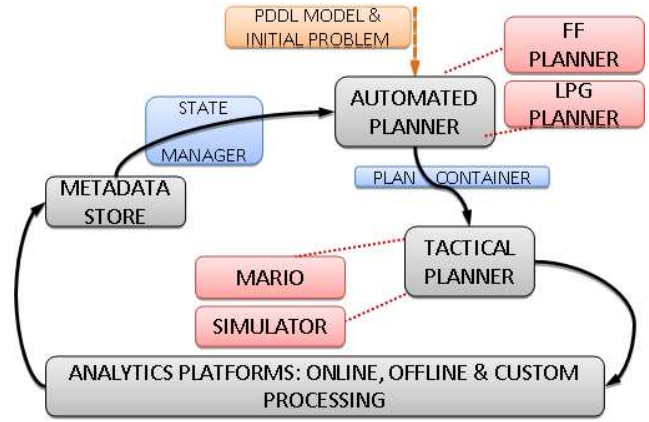 PDDL MODEL &
INITIAL PROBLEM
FF
PLANNER
LPG
PLANNER
AUTOMATED
PLANNER
STATE
MANAGER
PLAN CONTAINER
METADATA
STORE
TACTICAL
PLANNER
MARIO
SIMULATOR
ANALYTICS PLATFORMS: ONLINE, OFFLINE & CUSTOM
PROCESSING